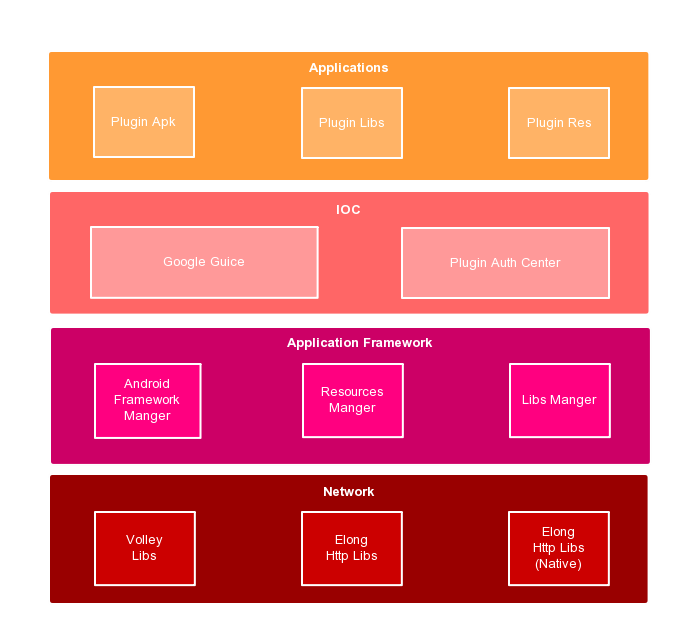 Applications
Plugin Apk
Plugin Libs
Plugin Res
IOC
Google Guice
Plugin Auth Center
Application Framework
Android
Framework
Manger
Resources
Manger
Libs Manger
Network
Volley
Libs
Elong
Http Libs
Elong
Http Libs
(Native)